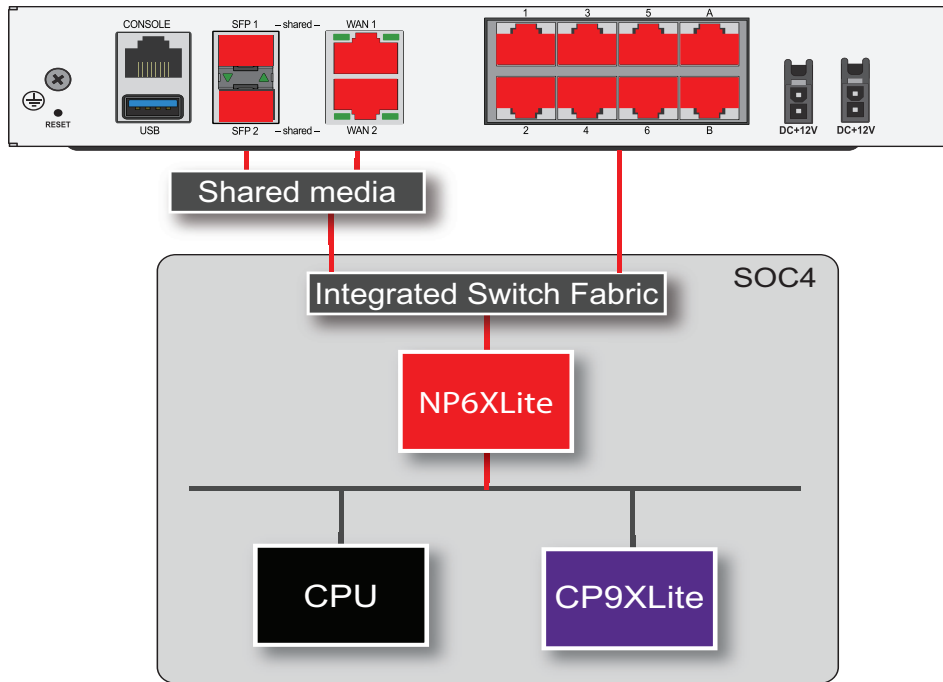 CONSOLE
SFP 1
– shared –
WAN 1
1 3 5 A
RESET
USB
SFP 2
– shared –
WAN 2
2 4 6 B
DC+12V
DC+12V
Shared media
SOC4
Integrated Switch Fabric
NP6XLite
CPU
CP9XLite